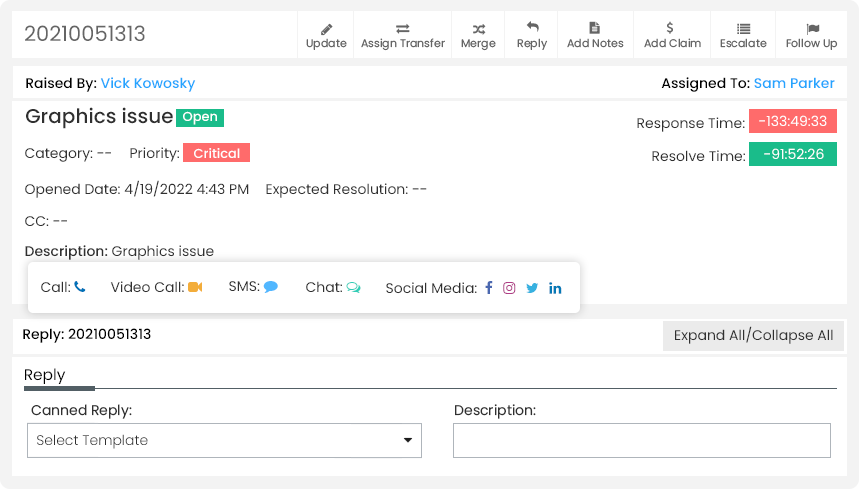 20210051313
Update Assign Transfer Merge Reply Add Notes Add Claim Escalate Follow Up
Raised By: Vick Kowosky Assigned To: Sam Parker
Graphics issue Open
Response Time: -133:49:33
Category: -- Priority: Critical
Resolve Time: -91:52:26
Opened Date: 4/19/2022 4:43 PM Expected Resolution: --
CC: --
Description: Graphics issue
Call: Video Call: SMS: Chat: Social Media:
Reply: 20210051313 Expand All/Collapse All
Reply
Canned Reply: Description:
Select Template